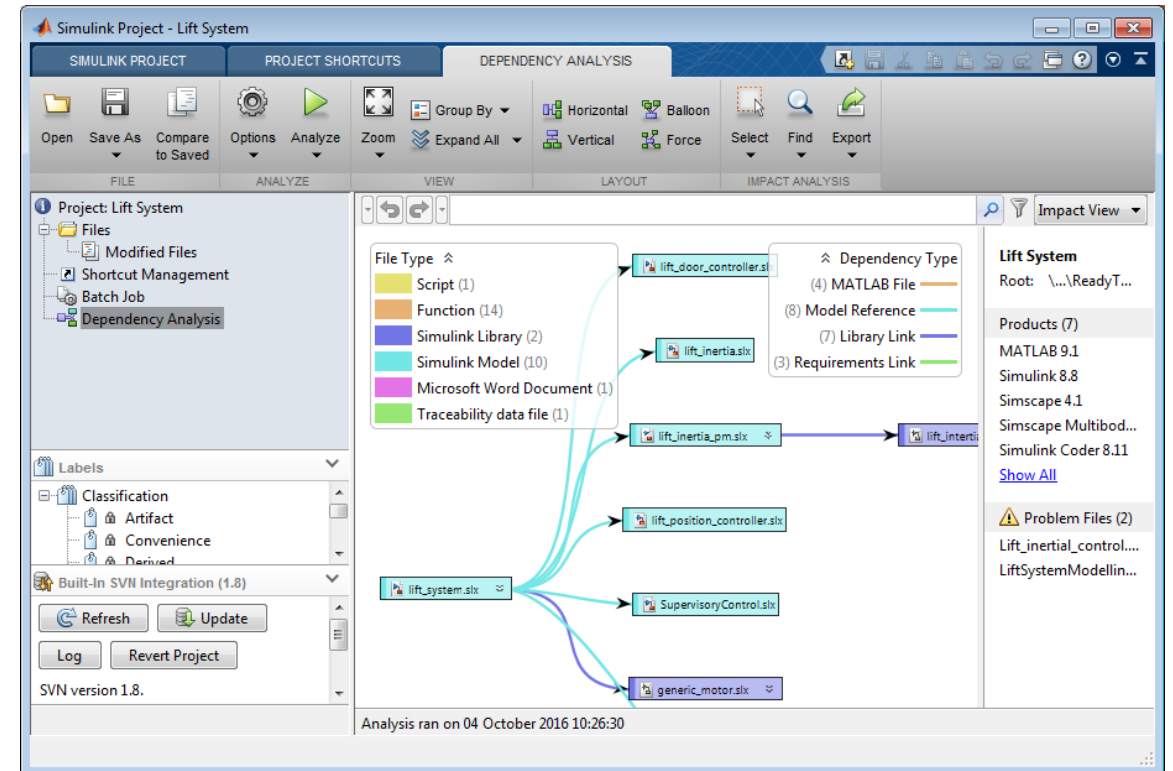 Simulink Project - Lift System
SIMULINK PROJECT
PROJECT SHORTCUTS
DEPENDENCY ANALYSIS
Open
Save As
Compare to Saved
Options
Analyze
Zoom
Group By
Expand All
Horizontal
Vertical
Balloon
Force
Select
Find
Export
FILE
ANALYZE
VIEW
LAYOUT
IMPACT ANALYSIS
Project: Lift System
Files
Modified Files
Shortcut Management
Batch Job
Dependency Analysis
Labels
Classification
Artifact
Convenience
Derived
Built-In SVN Integration (1.8)
Refresh
Update
Log
Revert Project
SVN version 1.8.
Impact View
File Type
Script (1)
Function (14)
Simulink Library (2)
Simulink Model (10)
Microsoft Word Document (1)
Traceability data file (1)
Dependency Type
(4) MATLAB File
(8) Model Reference
(7) Library Link
(3) Requirements Link
lift_door_controller.sl
lift_inertia.slx
lift_inertia_pm.slx
lift_intertia
lift_position_controller.slx
lift_system.slx
SupervisoryControl.slx
generic_motor.slx
Analysis ran on 04 October 2016 10:26:30
Lift System
Root: \...\ReadyT...
Products (7)
MATLAB 9.1
Simulink 8.8
Simscape 4.1
Simscape Multibod...
Simulink Coder 8.11
Show All
Problem Files (2)
Lift_inertial_control....
LiftSystemModellin...